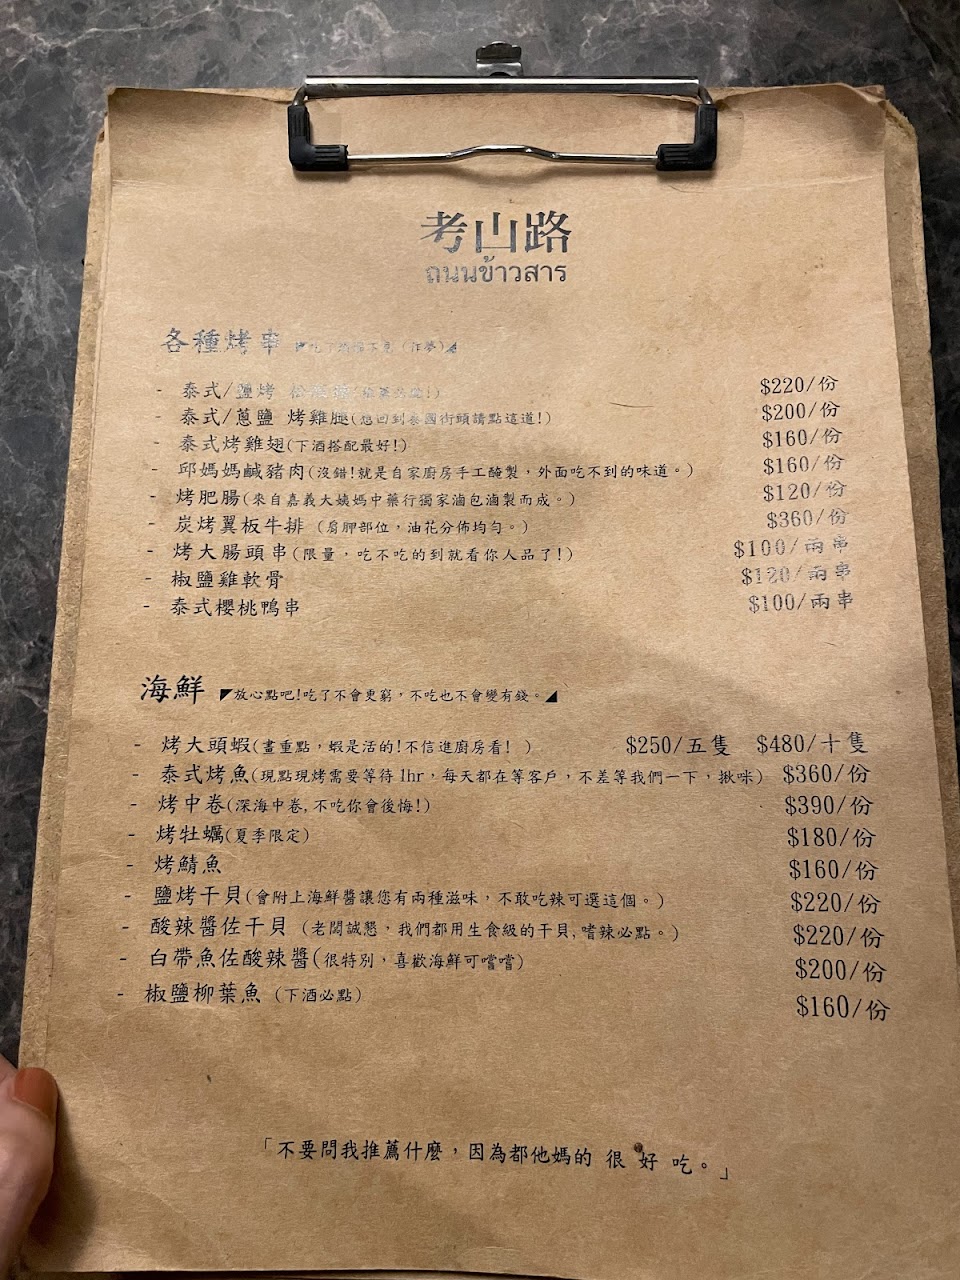 考山路
ถนนข้าวสาร
各種烤串
- 泰式/鹽烤 松 $220/份
- 泰式/蔥鹽 烤雞腿(想回到泰國街頭請點這道!) $200/份
- 泰式烤雞翅(下酒搭配最好!) $160/份
- 邱媽媽鹹豬肉(沒錯!就是自家廚房手工醃製，外面吃不到的味道。) $160/份
- 烤肥腸(來自嘉義大姨媽中藥行獨家滷包滷製而成。) $120/份
- 炭烤翼板牛排 (肩胛部位，油花分佈均勻。) $360/份
- 烤大腸頭串(限量，吃不吃的到就看你人品了!) $100/兩串
- 椒鹽雞軟骨 $120/兩串
- 泰式櫻桃鴨串 $100/兩串
海鮮 ◤放心點吧!吃了不會更窮，不吃也不會變有錢。◢
- 烤大頭蝦(畫重點，蝦是活的!不信進廚房看! ) $250/五隻 $480/十隻
- 泰式烤魚(現點現烤需要等待 1hr，每天都在等客戶，不差等我們一下，揪咪) $360/份
- 烤中卷(深海中卷,不吃你會後悔!) $390/份
- 烤牡蠣(夏季限定) $180/份
- 烤鯖魚 $160/份
- 鹽烤干貝(會附上海鮮醬讓您有兩種滋味，不敢吃辣可選這個。) $220/份
- 酸辣醬佐干貝 (老闆誠懇，我們都用生食級的干貝,嗜辣必點。) $220/份
- 白帶魚佐酸辣醬(很特別，喜歡海鮮可嚐嚐) $200/份
- 椒鹽柳葉魚 (下酒必點) $160/份
「不要問我推薦什麼，因為都他媽的 很 好 吃。」